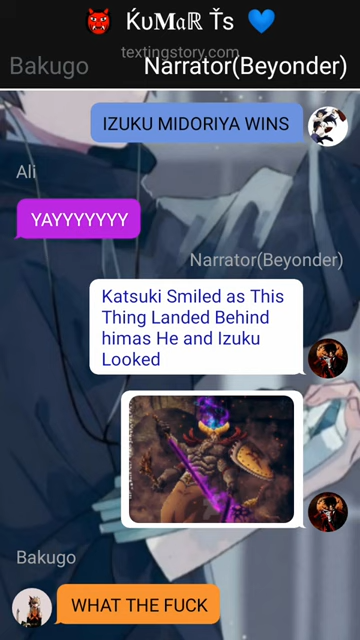 👹 ЌυMαℝ Ťs 💙
textingstory.com
Bakugo Narrator(Beyonder)
IZUKU MIDORIYA WINS
Ali
YAYYYYYYY
Narrator(Beyonder)
Katsuki Smiled as This
Thing Landed Behind
himas He and Izuku
Looked
Bakugo
WHAT THE FUCK